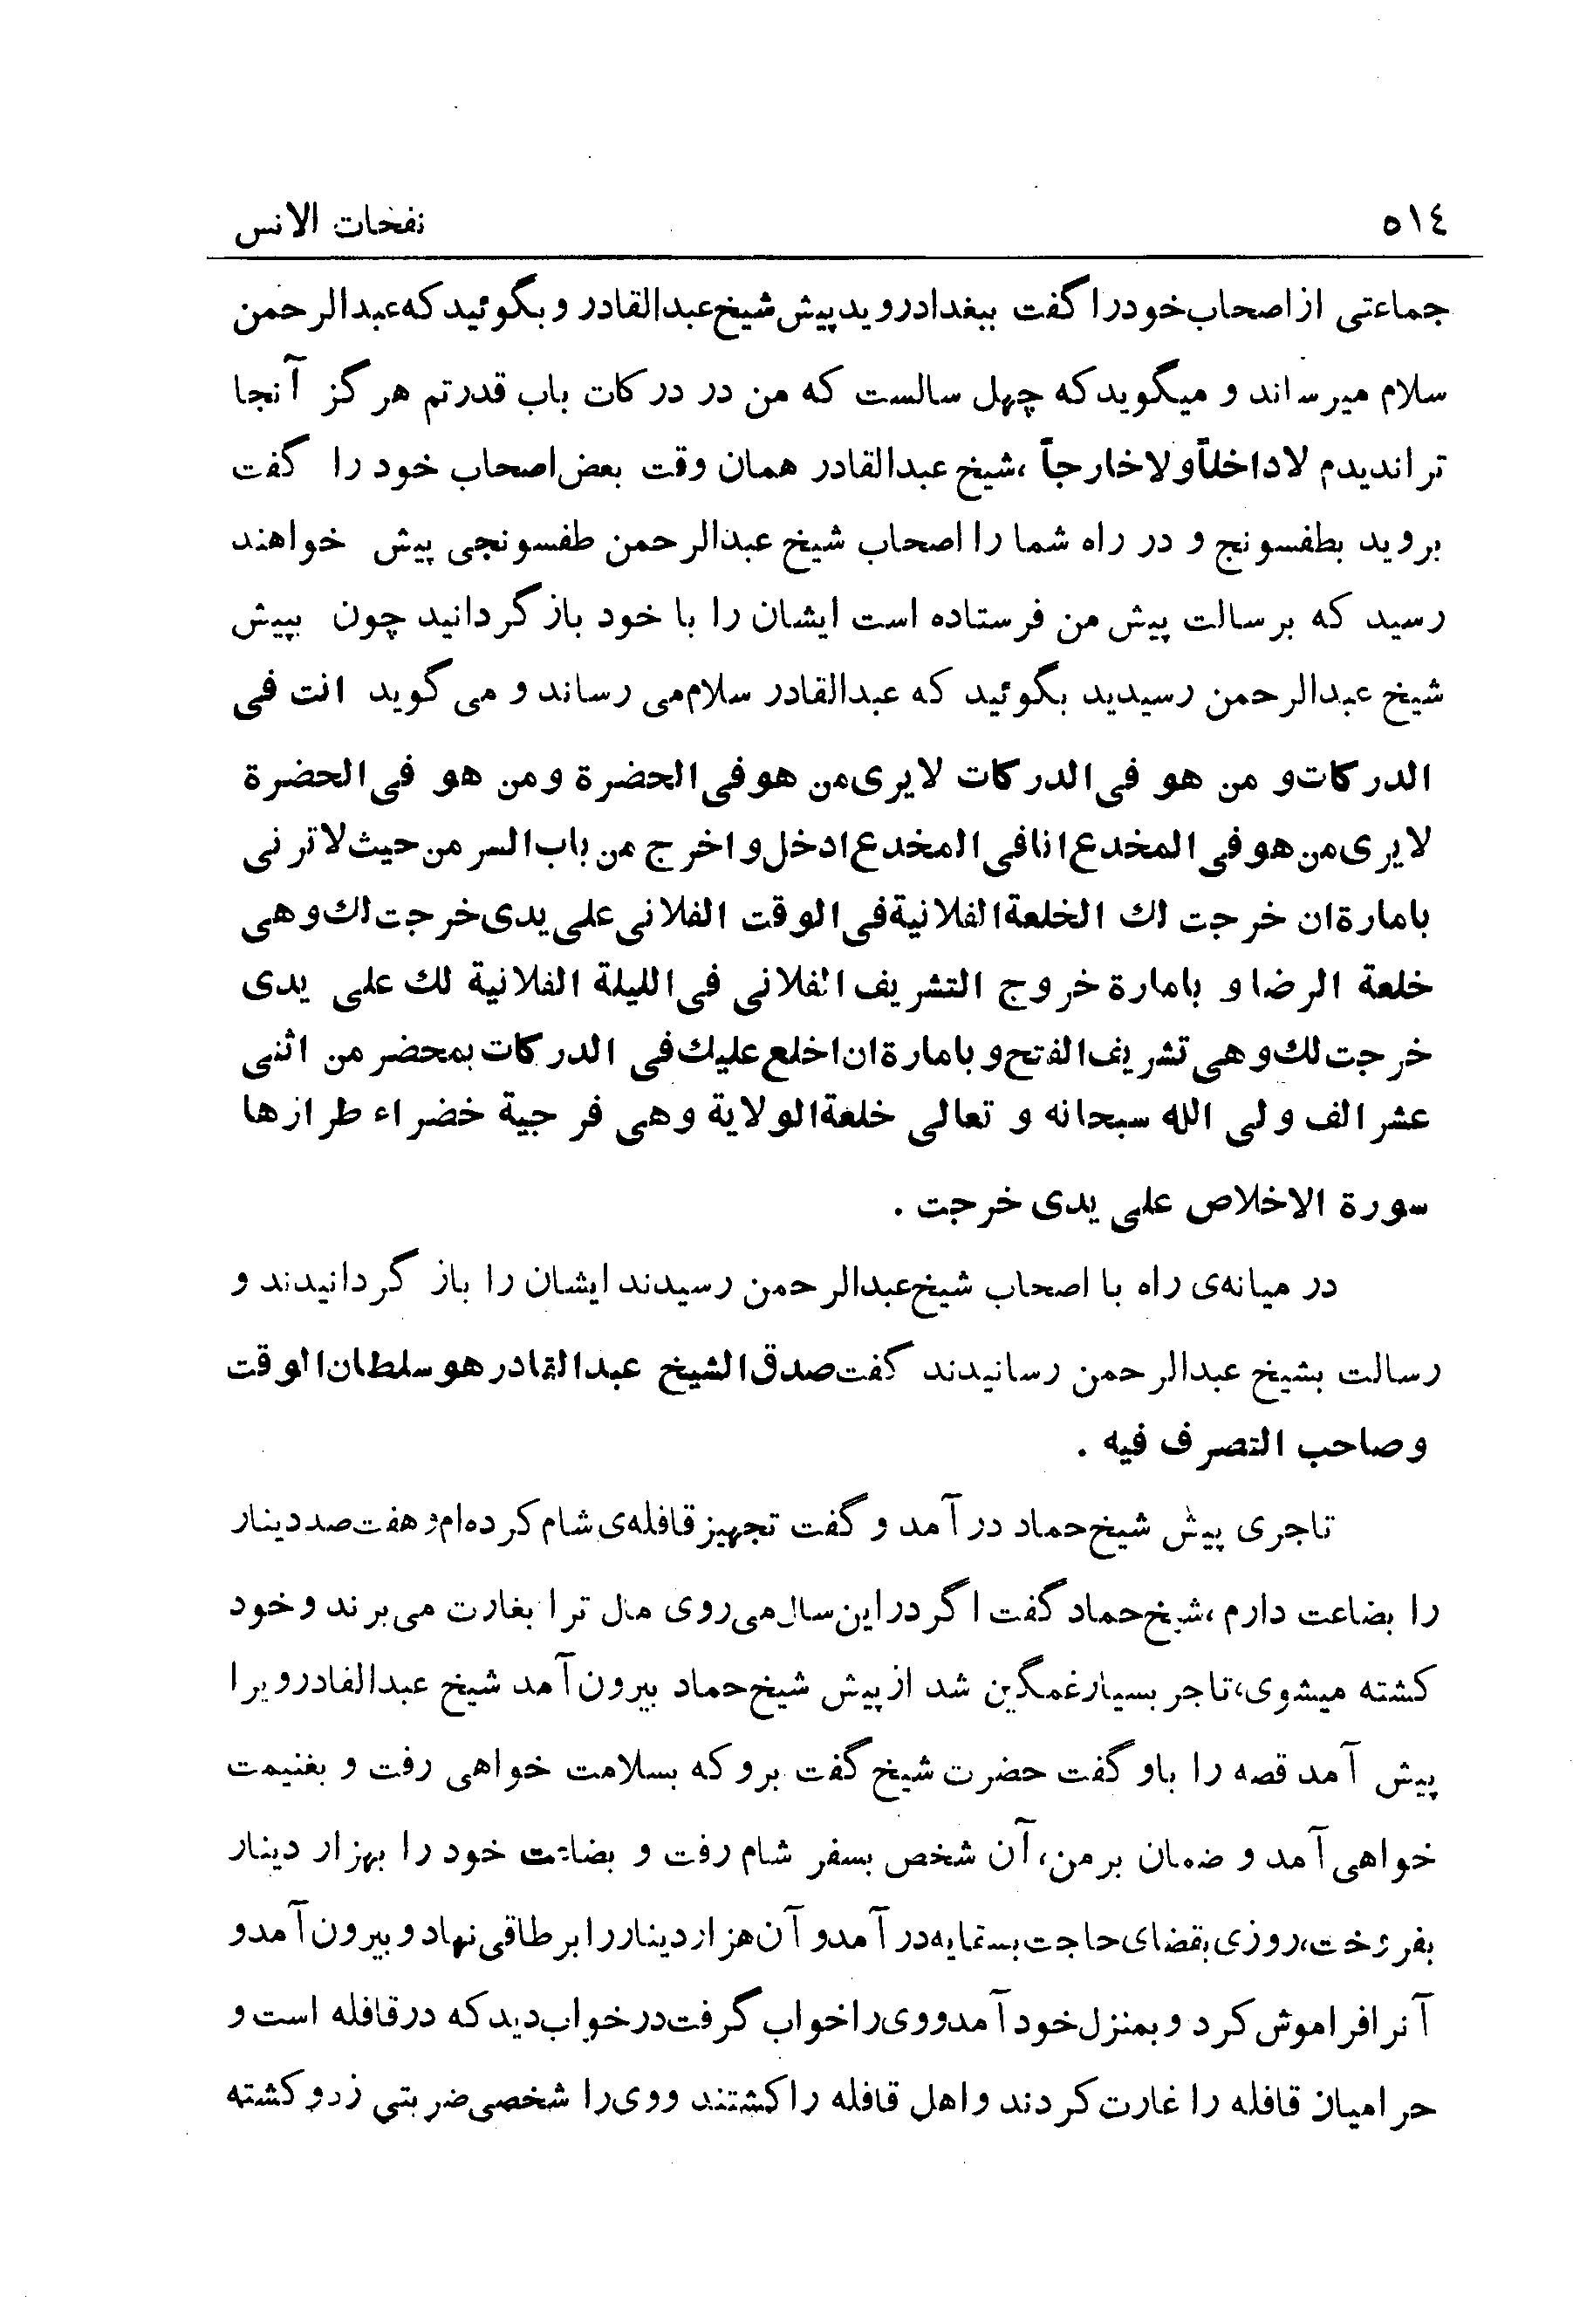 ٥١٤ نفحات الانس
جماعتی از اصحاب خود را گفت ببغداد روید پیش شیخ عبدالقادر و بگوئید که عبدالرحمن
سلام میرساند و میگوید که چهل سالست که من در درکات باب قدرتم هرگز آنجا
ترا ندیدم لاداخلاً ولاخارجاً ، شیخ عبدالقادر همان وقت بعض اصحاب خود را گفت
بروید بطفسونج و در راه شما را اصحاب شیخ عبدالرحمن طفسونجی پیش خواهند
رسید که برسالت پیش من فرستاده است ایشان را با خود بازگردانید چون بپیش
شیخ عبدالرحمن رسیدید بگوئید که عبدالقادر سلام می رساند و می گوید انت فی
الدرکات و من هو فی الدرکات لایری من هو فی الحضرة و من هو فی الحضرة
لایری من هو فی المخدع انا فی المخدع ادخل و اخرج من باب السر من حیث لاترنی
بامارة ان خرجت لك الخلعة الفلانیة فی الوقت الفلانی علی یدی خرجت لك و هی
خلعة الرضا و بامارة خروج التشریف الفلانی فی اللیلة الفلانیة لك علی یدی
خرجت لك و هی تشریف الفتح و بامارة ان اخلع علیك فی الدرکات بمحضر من اثنی
عشر الف ولی الله سبحانه و تعالی خلعة الولایة و هی فرجیة خضراء طرازها
سورة الاخلاص علی یدی خرجت .
در میانه‌ی راه با اصحاب شیخ عبدالرحمن رسیدند ایشان را باز گردانیدند و
رسالت بشیخ عبدالرحمن رسانیدند گفت صدق الشیخ عبدالقادر هو سلطان الوقت
و صاحب التصرف فیه .
تاجری پیش شیخ حماد در آمد و گفت تجهیز قافله‌ی شام کرده‌ام و هفت صد دینار
را بضاعت دارم ، شیخ حماد گفت اگر در این سال می روی مال ترا بغارت می برند و خود
کشته میشوی ، تاجر بسیار غمگین شد از پیش شیخ حماد بیرون آمد شیخ عبدالقادر ویرا
پیش آمد قصه را باو گفت حضرت شیخ گفت برو که بسلامت خواهی رفت و بغنیمت
خواهی آمد و ضمان بر من ، آن شخص بسفر شام رفت و بضاعت خود را بهزار دینار
بفروخت ، روزی بقضای حاجت بسقایه در آمد و آن هزار دینار را بر طاقی نهاد و بیرون آمد و
آنرا فراموش کرد و بمنزل خود آمد و وی را خواب گرفت در خواب دید که در قافله است و
حرامیان قافله را غارت کردند و اهل قافله را کشتند و وی را شخصی ضربتی زد و کشته